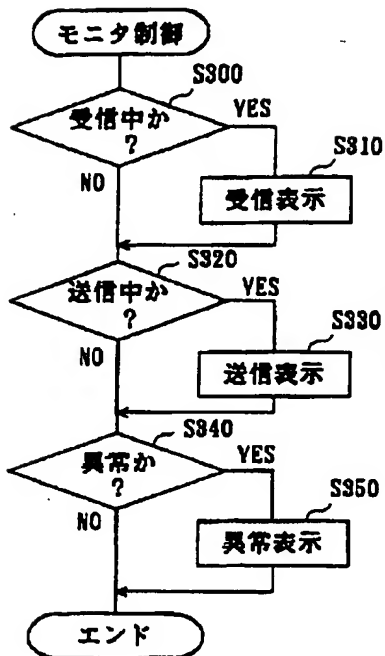 モニタ制御
S300
受信中か
?
YES
NO
S310
受信表示
S320
送信中か
?
YES
NO
S330
送信表示
S340
異常か
?
YES
NO
S350
異常表示
エンド